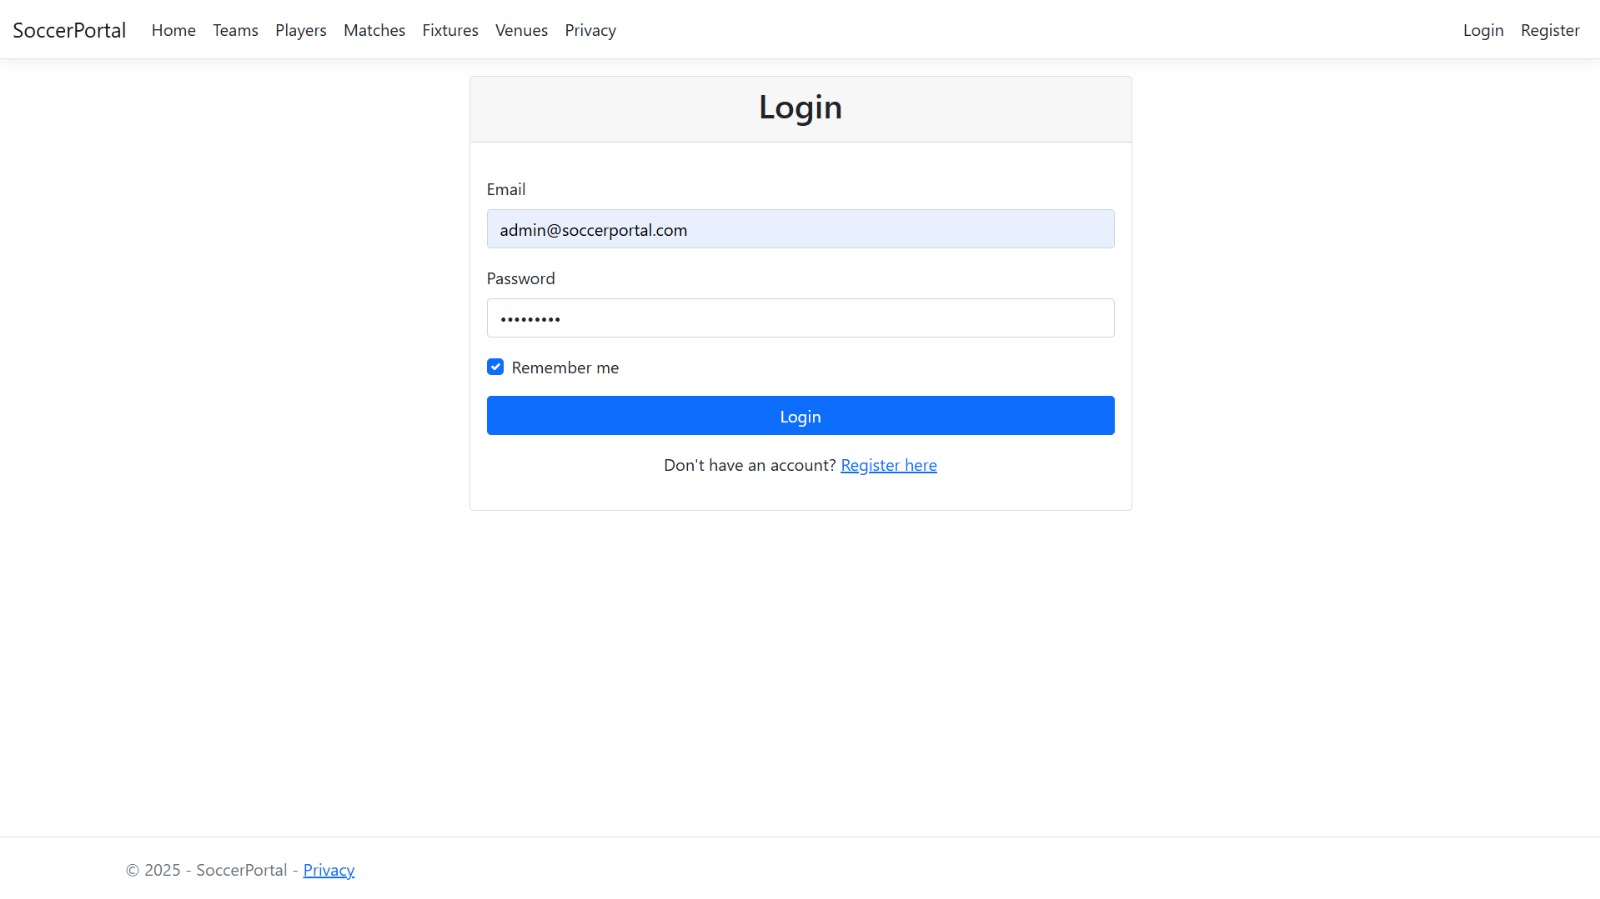 SoccerPortal Home Teams Players Matches Fixtures Venues Privacy Login Register
Login
Email
admin@soccerportal.com
Password
•••••••••
Remember me
Login
Don't have an account? Register here
© 2025 - SoccerPortal - Privacy